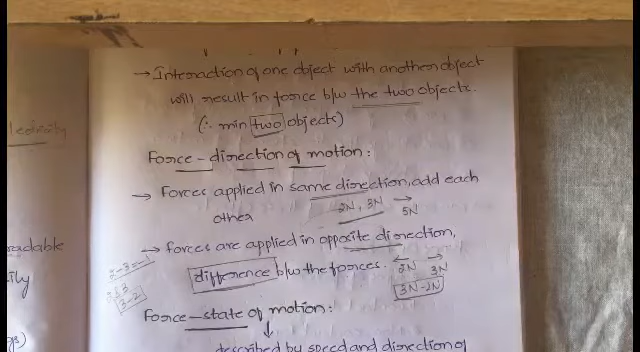 → Interaction of one object with another object
will result in force b/w the two objects.
(∴ min two objects)
Force - direction of motion:
→ Forces applied in same direction, add each
other 2N, 3N → 5N
→ forces are applied in opposite direction,
difference b/w the forces. ← 2N → 3N
3N-2N
Force - state of motion:
↓
described by speed and direction of